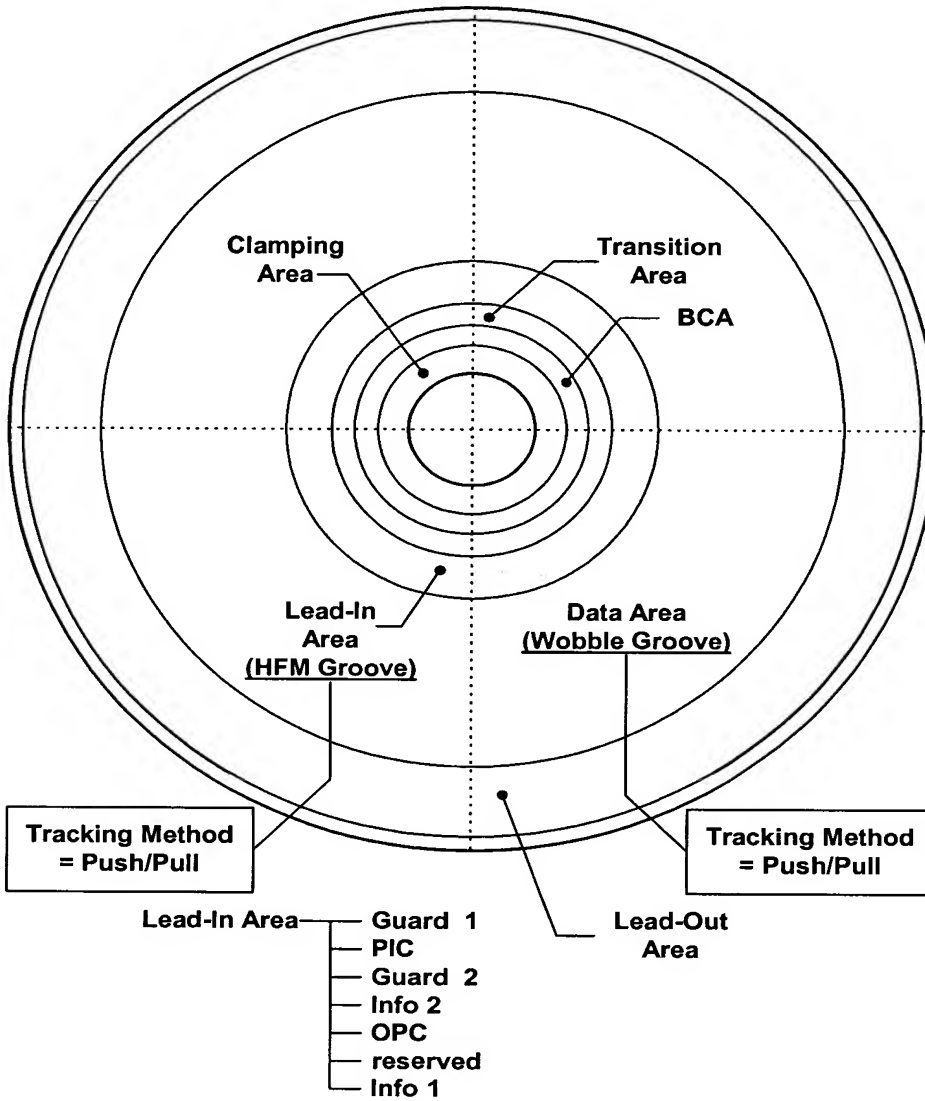 Clamping
Area
Transition
Area
BCA
Lead-In
Area
(HFM Groove)
Data Area
(Wobble Groove)
Tracking Method
= Push/Pull
Tracking Method
= Push/Pull
Lead-Out
Area
Lead-In Area
Guard 1
PIC
Guard 2
Info 2
OPC
reserved
Info 1